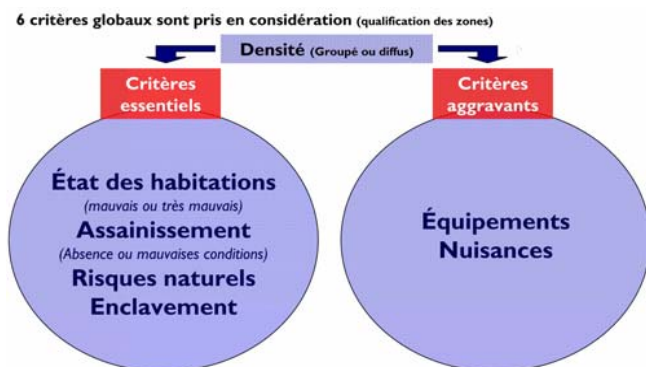 6 critères globaux sont pris en considération (qualification des zones)
Densité (Groupé ou diffus)
Critères
essentiels
État des habitations
(mauvais ou très mauvais)
Assainissement
(Absence ou mauvaises conditions)
Risques naturels
Enclavement
Critères
aggravants
Équipements
Nuisances